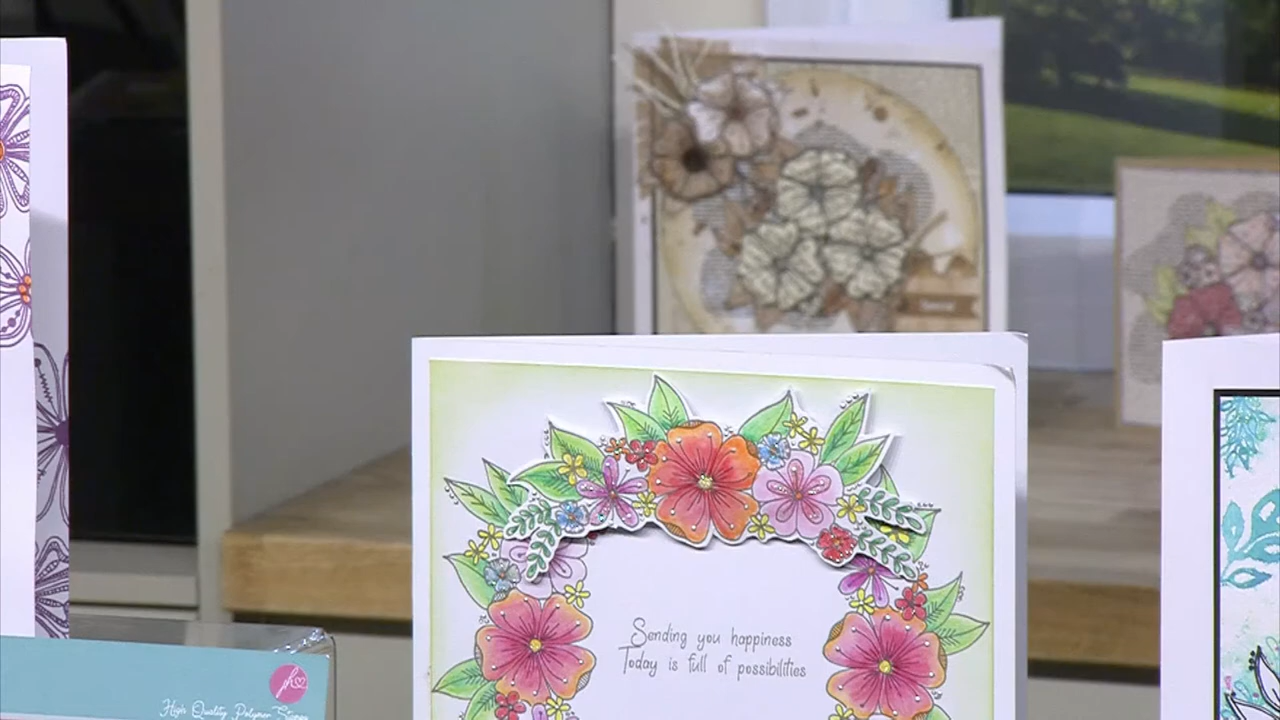 Sending you happiness
Today is full of possibilities
High Quality Polymer Stamps